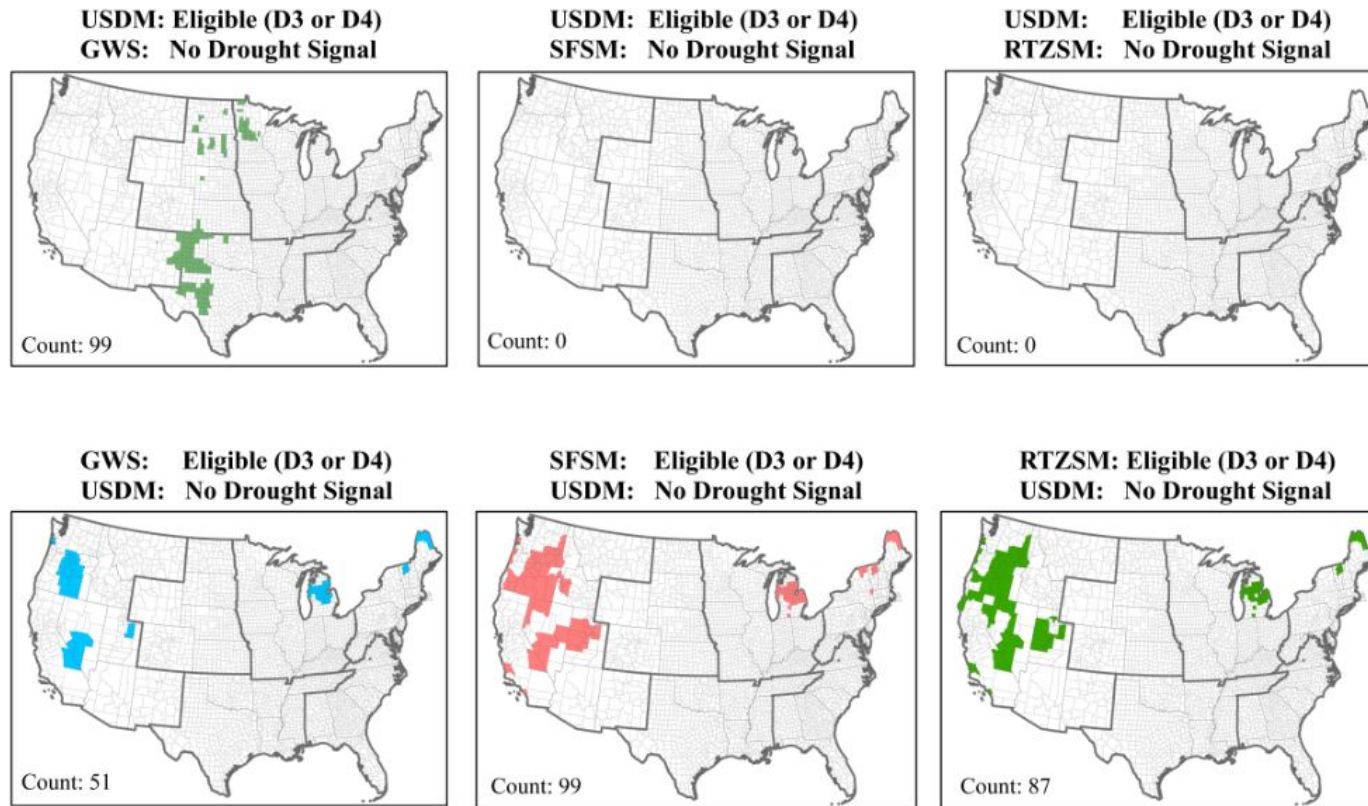 USDM: Eligible (D3 or D4)
GWS: No Drought Signal
Count: 99
USDM: Eligible (D3 or D4)
SFSM: No Drought Signal
Count: 0
USDM: Eligible (D3 or D4)
RTZSM: No Drought Signal
Count: 0
GWS: Eligible (D3 or D4)
USDM: No Drought Signal
Count: 51
SFSM: Eligible (D3 or D4)
USDM: No Drought Signal
Count: 99
RTZSM: Eligible (D3 or D4)
USDM: No Drought Signal
Count: 87